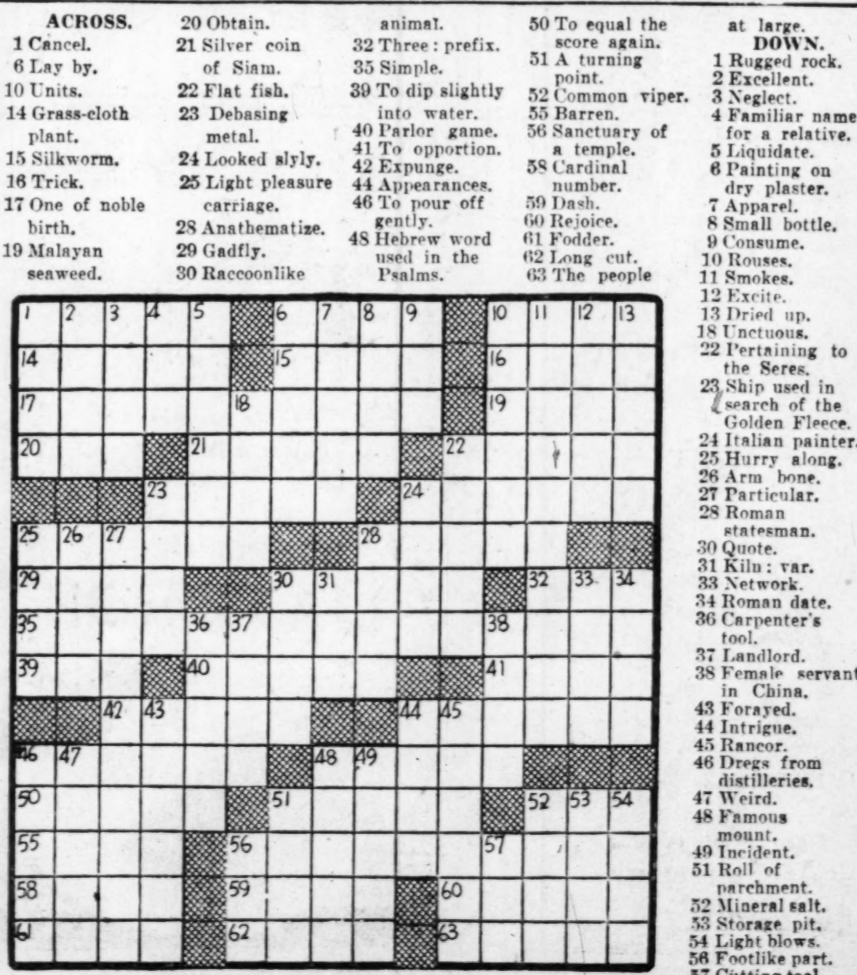 ACROSS.
1 Cancel.
6 Lay by.
10 Units.
14 Grass-cloth
plant.
15 Silkworm.
16 Trick.
17 One of noble
birth.
19 Malayan
seaweed.
20 Obtain.
21 Silver coin
of Siam.
22 Flat fish.
23 Debasing
metal.
24 Looked slyly.
25 Light pleasure
carriage.
28 Anathematize.
29 Gadfly.
30 Raccoonlike
animal.
32 Three: prefix.
35 Simple.
39 To dip slightly
into water.
40 Parlor game.
41 To opportion.
42 Expunge.
44 Appearances.
46 To pour off
gently.
48 Hebrew word
used in the
Psalms.
50 To equal the
score again.
51 A turning
point.
52 Common viper.
55 Barren.
56 Sanctuary of
a temple.
58 Cardinal
number.
59 Dash.
60 Rejoice.
61 Fodder.
62 Long cut.
63 The people
at large.
DOWN.
1 Rugged rock.
2 Excellent.
3 Neglect.
4 Familiar name
for a relative.
5 Liquidate.
6 Painting on
dry plaster.
7 Apparel.
8 Small bottle.
9 Consume.
10 Rouses.
11 Smokes.
12 Excite.
13 Dried up.
18 Unctuous.
22 Pertaining to
the Seres.
23 Ship used in
search of the
Golden Fleece.
24 Italian painter.
25 Hurry along.
26 Arm bone.
27 Particular.
28 Roman
statesman.
30 Quote.
31 Kiln: var.
33 Network.
34 Roman date.
36 Carpenter's
tool.
37 Landlord.
38 Female servant
in China.
43 Forayed.
44 Intrigue.
45 Rancor.
46 Dregs from
distilleries.
47 Weird.
48 Famous
mount.
49 Incident.
51 Roll of
parchment.
52 Mineral salt.
53 Storage pit.
54 Light blows.
56 Footlike part.
57 Cutting tool.
1 2 3 4 5 6 7 8 9 10 11 12 13
14 15 16
17 18 19
20 21 22
23 24
25 26 27 28
29 30 31 32 33 34
35 36 37 38
39 40 41
42 43 44 45
46 47 48 49
50 51 52 53 54
55 56 57
58 59 60
61 62 63